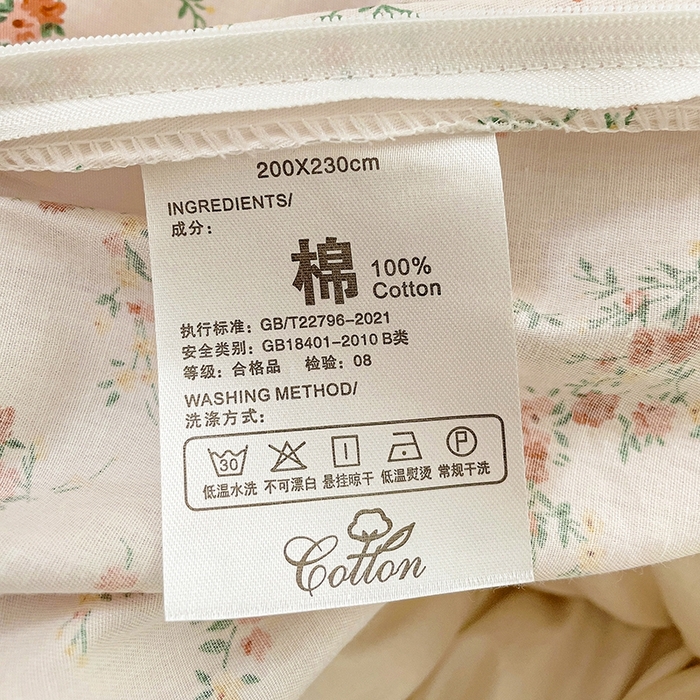 200X230cm
INGREDIENTS/
成分：
棉 100%
Cotton
执行标准：GB/T22796-2021
安全类别：GB18401-2010 B类
等级：合格品 检验：08
WASHING METHOD/
洗涤方式：
30 P
低温水洗 不可漂白 悬挂晾干 低温熨烫 常规干洗
Cotton